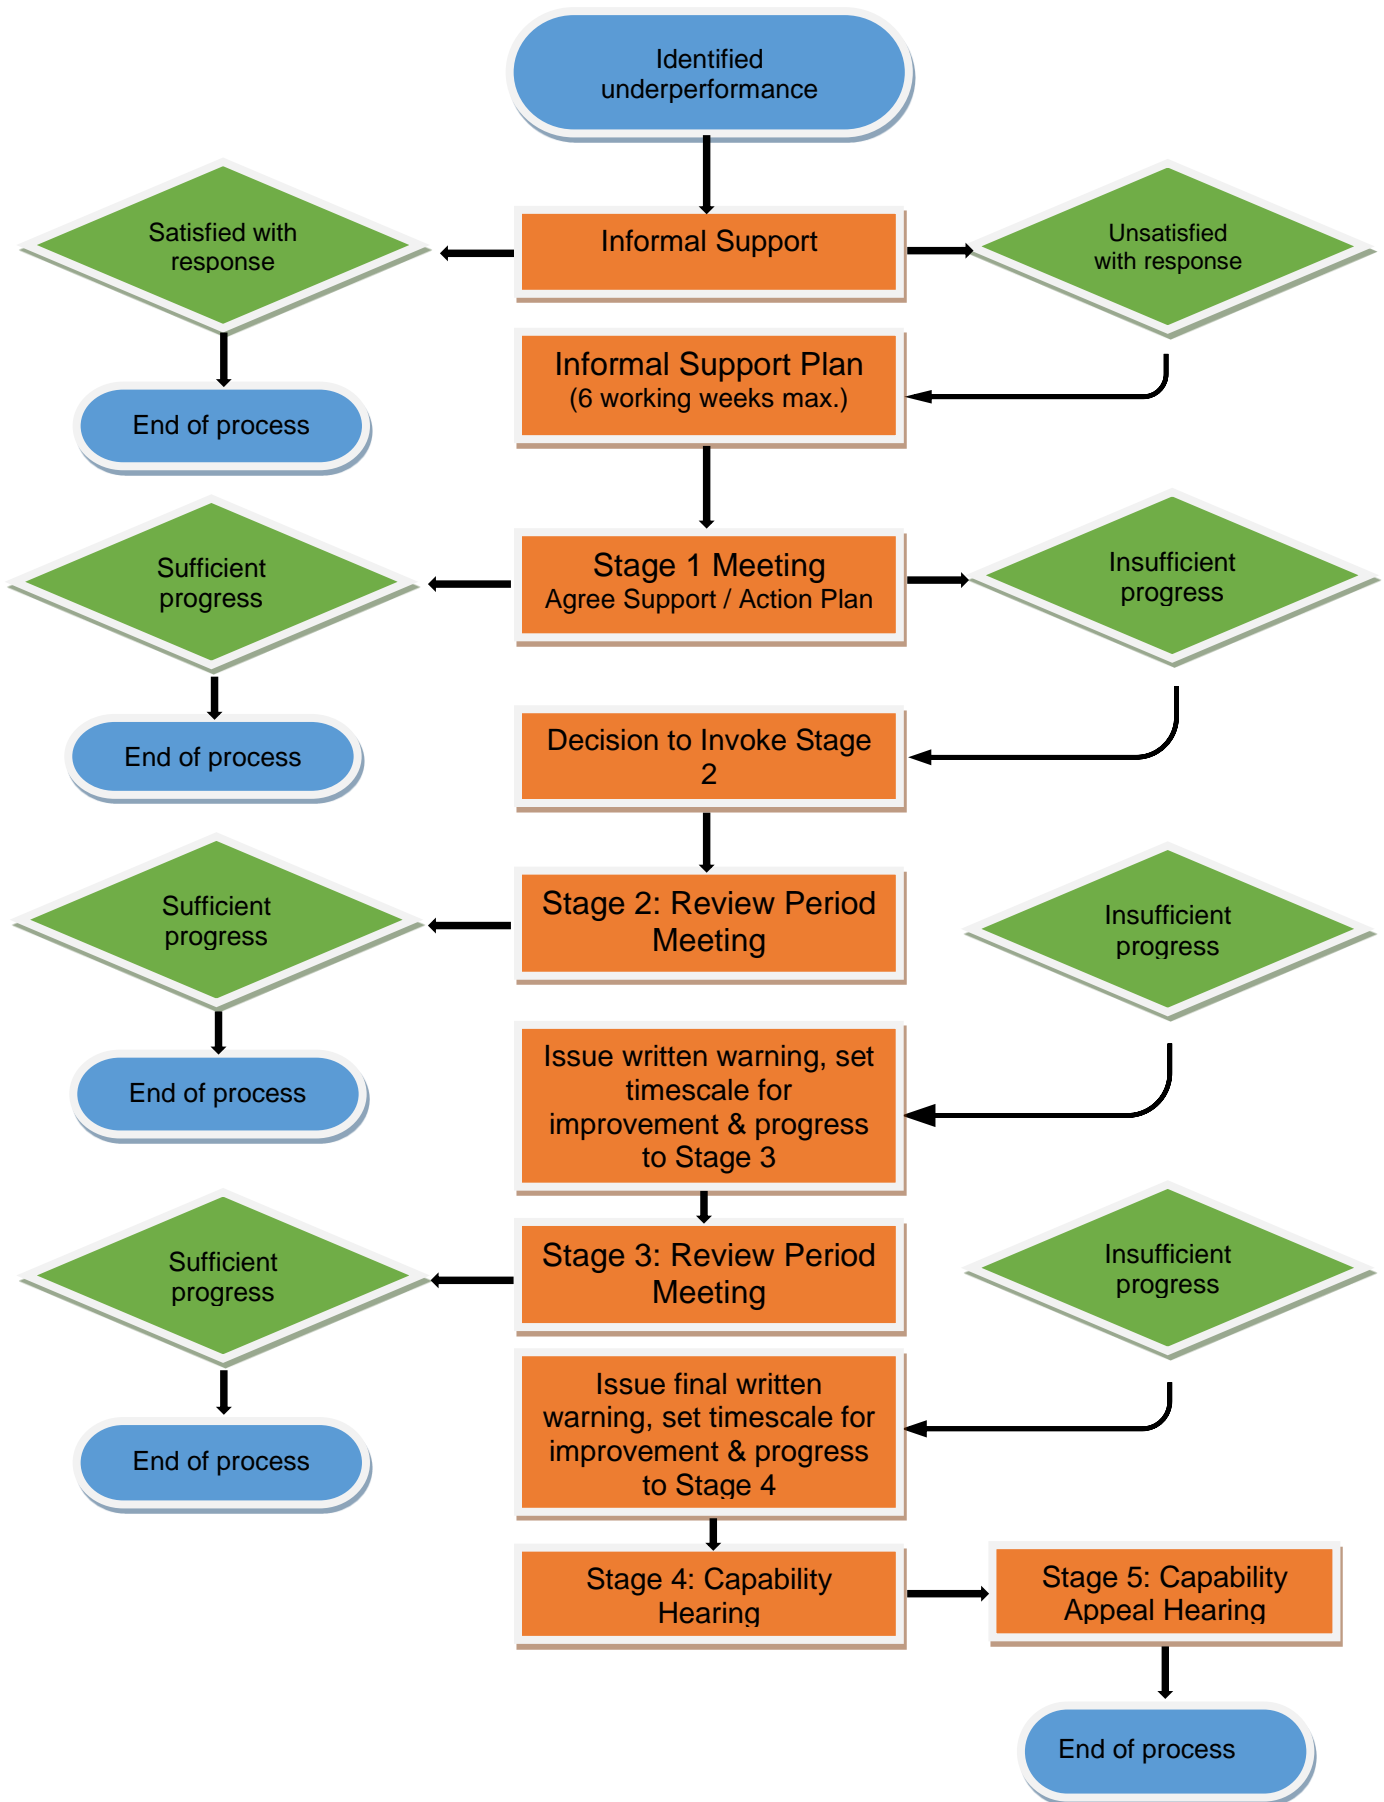 Identified
underperformance
Satisfied with
response
Informal Support
Unsatisfied
with response
Informal Support Plan
(6 working weeks max.)
End of process
Sufficient
progress
Stage 1 Meeting
Agree Support / Action Plan
Insufficient
progress
End of process
Decision to Invoke Stage
2
Sufficient
progress
Stage 2: Review Period
Meeting
Insufficient
progress
End of process
Issue written warning, set
timescale for
improvement & progress
to Stage 3
Sufficient
progress
Stage 3: Review Period
Meeting
Insufficient
progress
End of process
Issue final written
warning, set timescale for
improvement & progress
to Stage 4
Stage 4: Capability
Hearing
Stage 5: Capability
Appeal Hearing
End of process